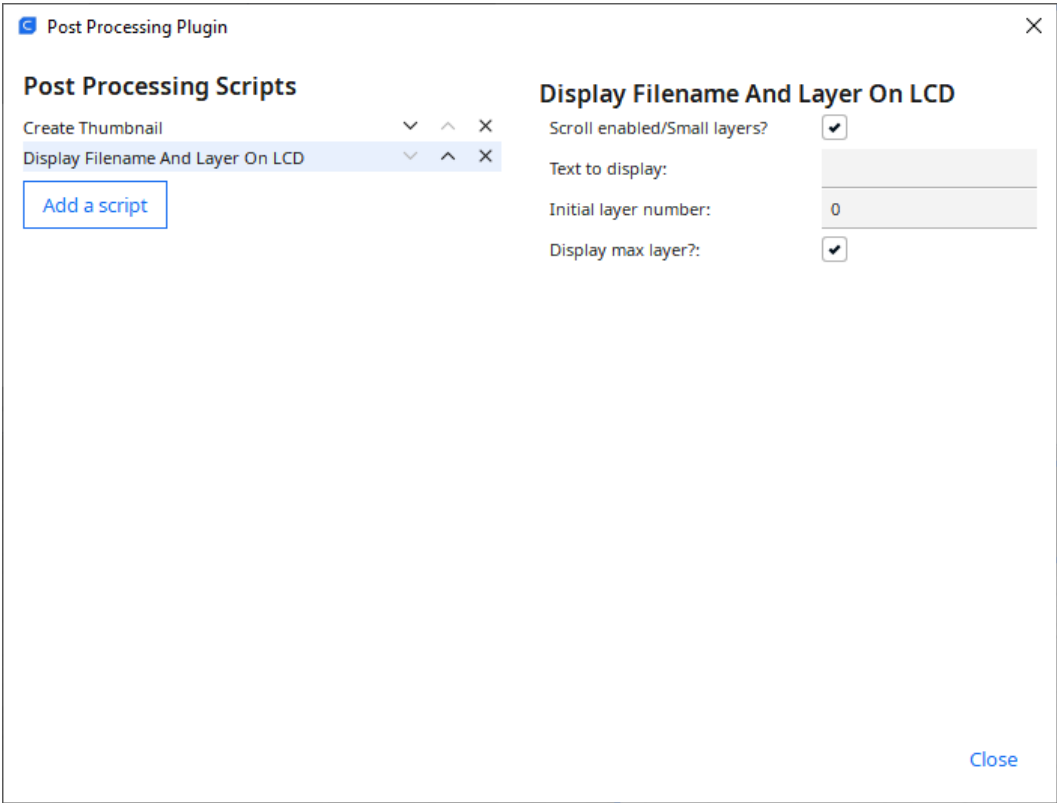 Post Processing Plugin
Post Processing Scripts
Create Thumbnail
Display Filename And Layer On LCD
Add a script
Display Filename And Layer On LCD
Scroll enabled/Small layers?
Text to display:
Initial layer number: 0
Display max layer?:
Close